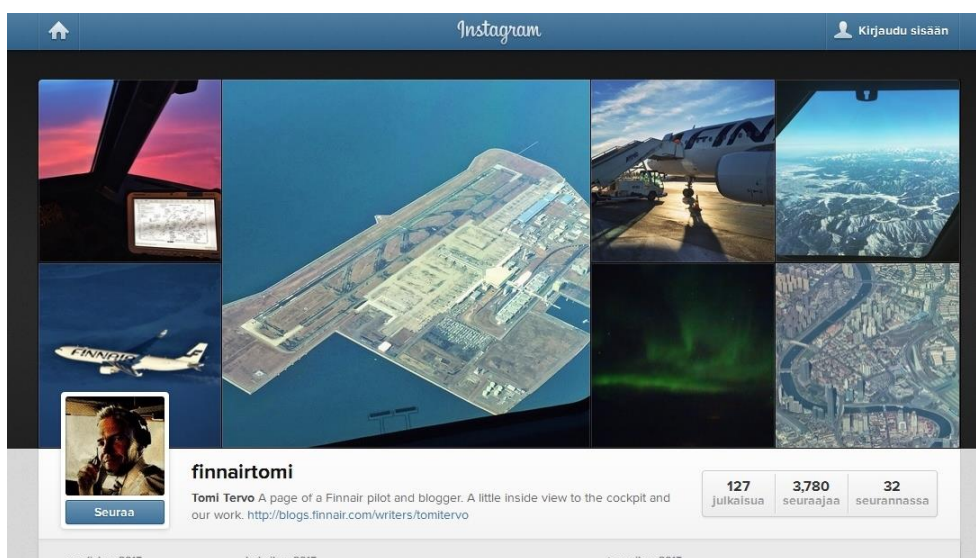 Instagram
Kirjaudu sisään
FINNAIR
finnairtomi
Tomi Tervo A page of a Finnair pilot and blogger. A little inside view to the cockpit and
our work. http://blogs.finnair.com/writers/tomitervo
127
julkaisua
3,780
seuraajaa
32
seurannassa
Seuraa